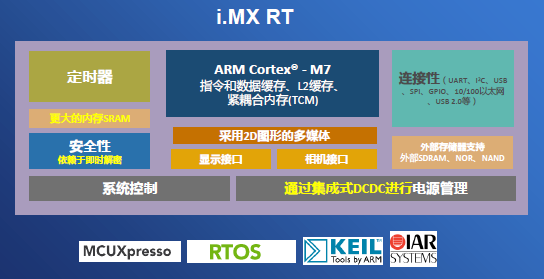 i.MX RT
定时器
更大的内存SRAM
安全性
依赖于即时解密
ARM Cortex® - M7
指令和数据缓存、L2缓存、
紧耦合内存(TCM)
采用2D图形的多媒体
显示接口
相机接口
连接性（UART、I²C、USB
、SPI、GPIO、10/100以太网
、USB 2.0等）
外部存储器支持
外部SDRAM、NOR、NAND
系统控制
通过集成式DCDC进行电源管理
MCUXpresso
RTOS
KEIL
Tools by ARM
IAR
SYSTEMS